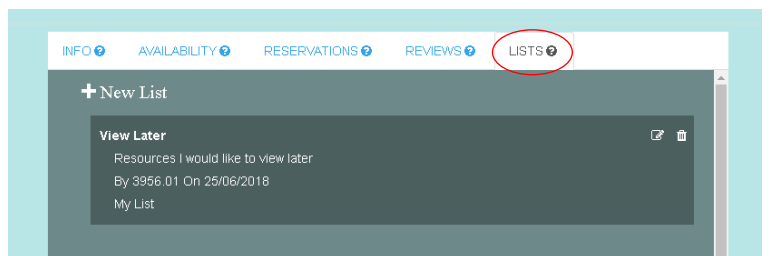 INFO AVAILABILITY RESERVATIONS REVIEWS LISTS
New List
View Later
Resources I would like to view later
By 3956.01 On 25/06/2018
My List